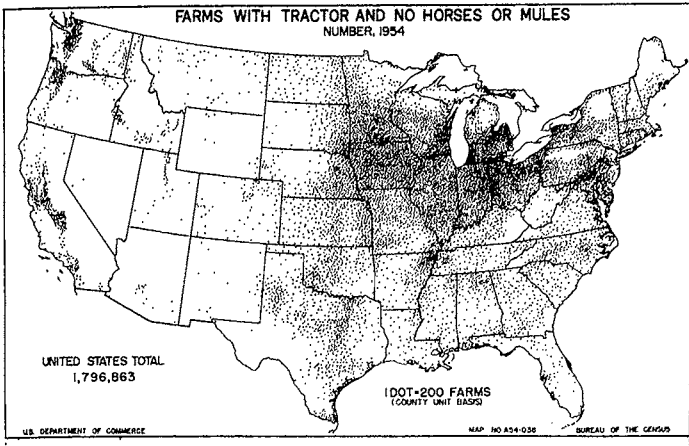 FARMS WITH TRACTOR AND NO HORSES OR MULES
NUMBER, 1954
UNITED STATES TOTAL
1,796,863
1 DOT=200 FARMS
(COUNTY UNIT BASIS)
U.S. DEPARTMENT OF COMMERCE
MAP NO A54-036
BUREAU OF THE CENSUS